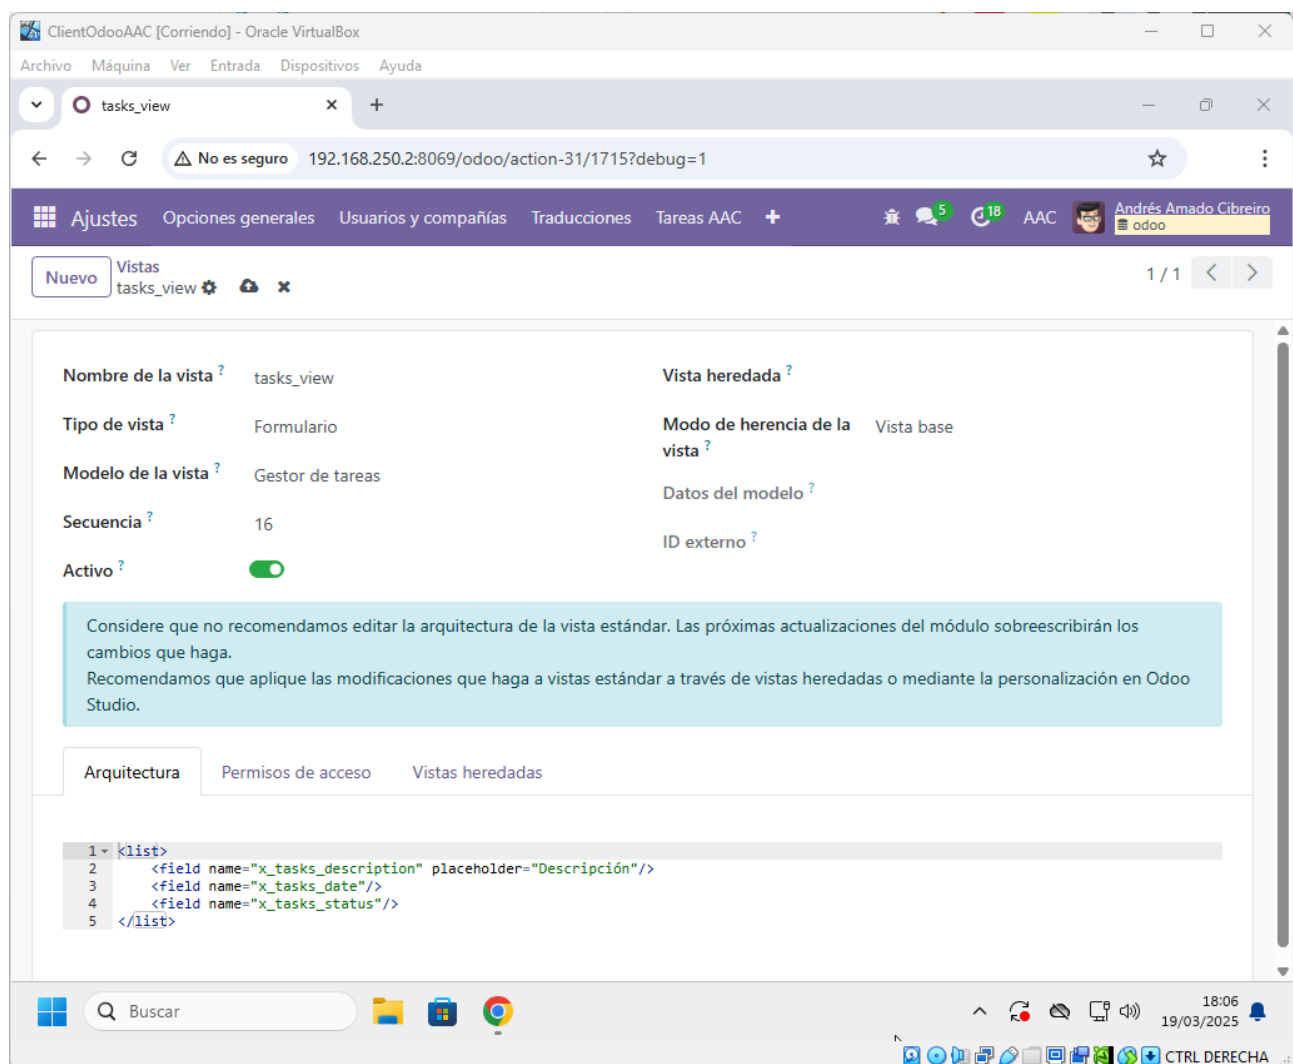 ClientOdooAAC [Corriendo] - Oracle VirtualBox
Archivo Máquina Ver Entrada Dispositivos Ayuda
tasks_view
No es seguro 192.168.250.2:8069/odoo/action-31/1715?debug=1
Ajustes Opciones generales Usuarios y compañías Traducciones Tareas AAC + 5 18 AAC Andrés Amado Cibreiro
odoo
Nuevo Vistas
tasks_view
1 / 1
Nombre de la vista ? tasks_view
Vista heredada ?
Tipo de vista ? Formulario
Modo de herencia de la vista ? Vista base
Modelo de la vista ? Gestor de tareas
Datos del modelo ?
Secuencia ? 16
ID externo ?
Activo ?
Considere que no recomendamos editar la arquitectura de la vista estándar. Las próximas actualizaciones del módulo sobreescribirán los
cambios que haga.
Recomendamos que aplique las modificaciones que haga a vistas estándar a través de vistas heredadas o mediante la personalización en Odoo
Studio.
Arquitectura Permisos de acceso Vistas heredadas
1 <list>
2 <field name="x_tasks_description" placeholder="Descripción"/>
3 <field name="x_tasks_date"/>
4 <field name="x_tasks_status"/>
5 </list>
Buscar
18:06
19/03/2025
CTRL DERECHA